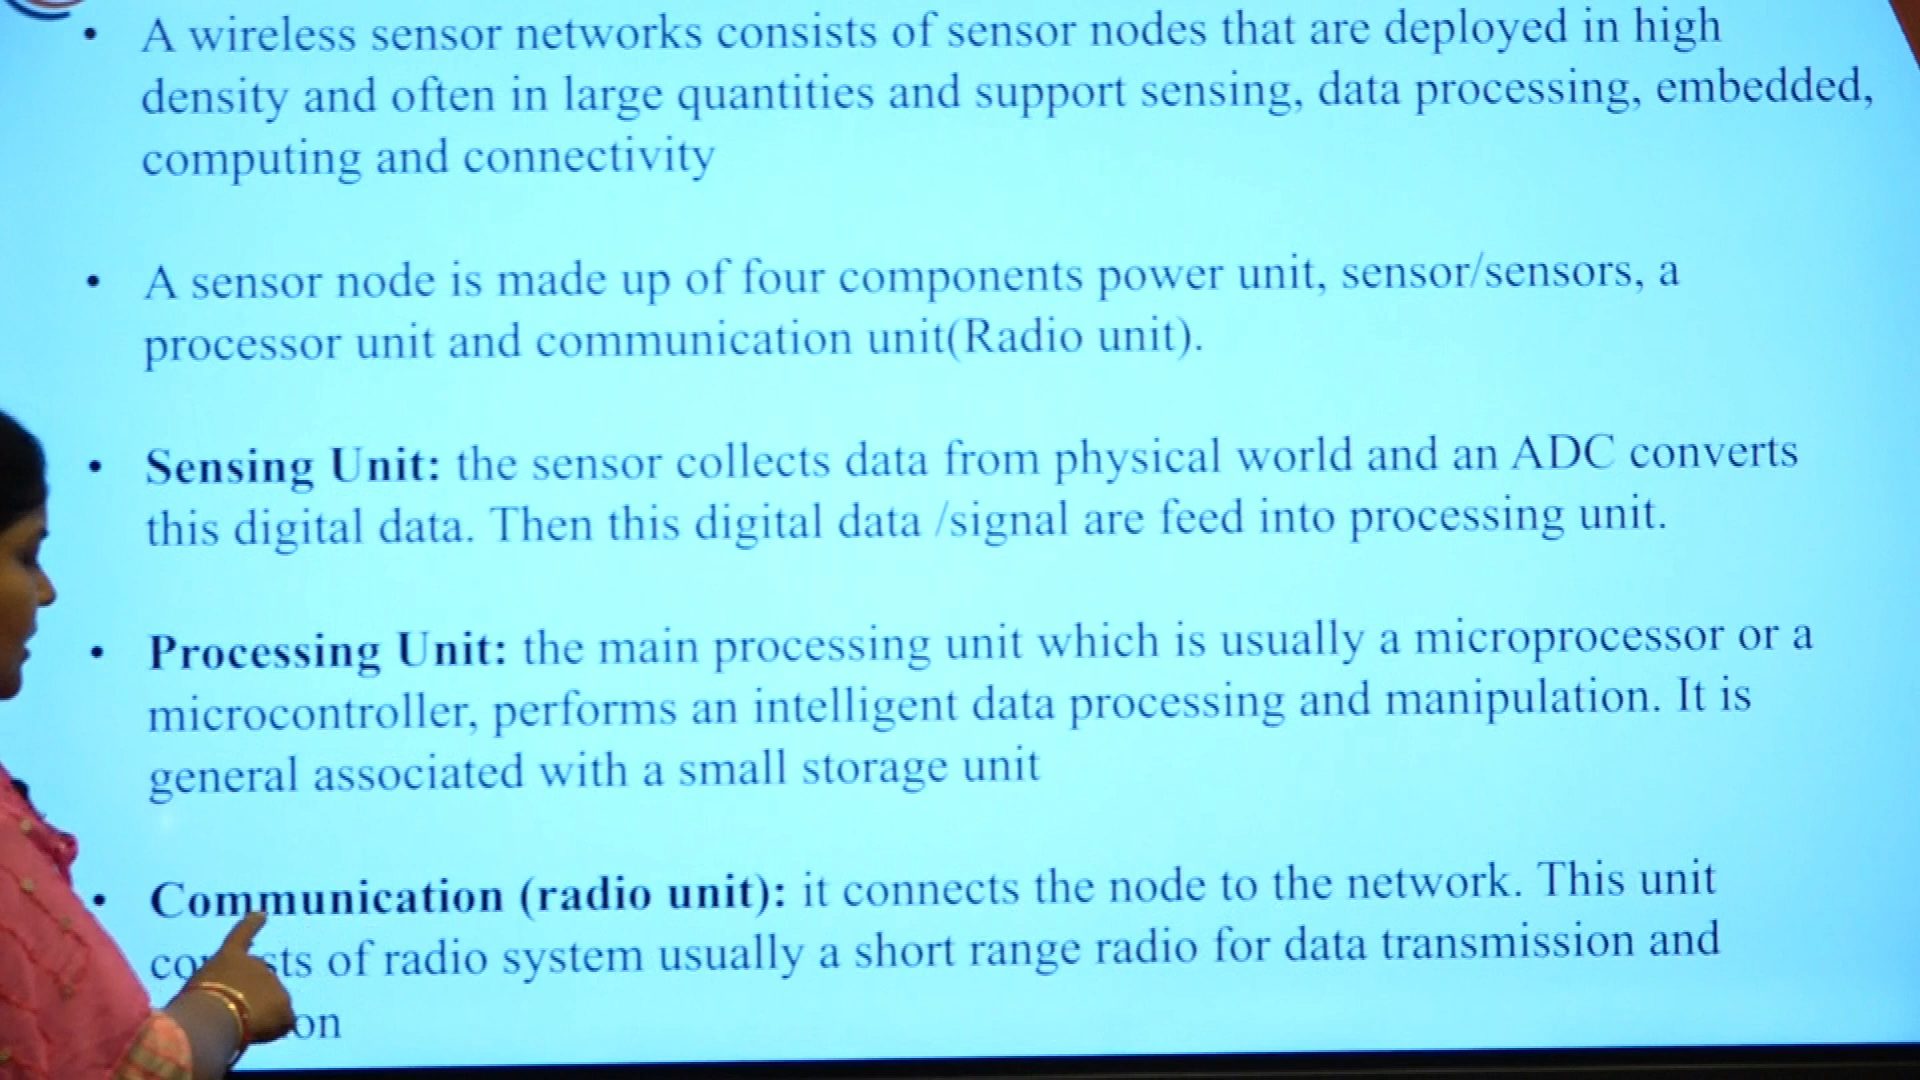 • A wireless sensor networks consists of sensor nodes that are deployed in high
density and often in large quantities and support sensing, data processing, embedded,
computing and connectivity
• A sensor node is made up of four components power unit, sensor/sensors, a
processor unit and communication unit(Radio unit).
• Sensing Unit: the sensor collects data from physical world and an ADC converts
this digital data. Then this digital data /signal are feed into processing unit.
• Processing Unit: the main processing unit which is usually a microprocessor or a
microcontroller, performs an intelligent data processing and manipulation. It is
general associated with a small storage unit
• Communication (radio unit): it connects the node to the network. This unit
of radio system usually a short range radio for data transmission and